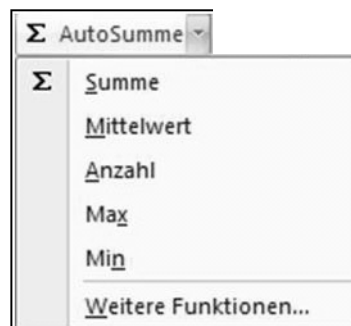 Σ AutoSumme
Σ Summe
Mittelwert
Anzahl
Max
Min
Weitere Funktionen...